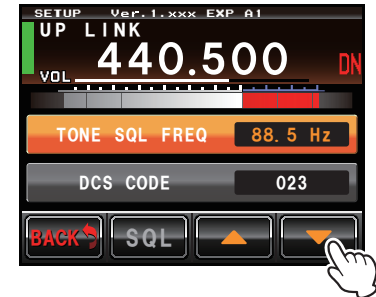 SETUP Ver.1.xxx EXP A1
UP LINK
440.500 DN
VOL
TONE SQL FREQ 88.5 Hz
DCS CODE 023
BACK SQL